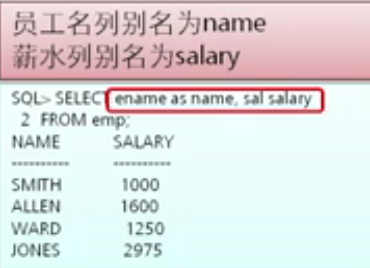 员工名列别名为name
薪水列别名为salary
SQL> SELECT ename as name, sal salary
2 FROM emp;
NAME SALARY
---------- ----------
SMITH 1000
ALLEN 1600
WARD 1250
JONES 2975